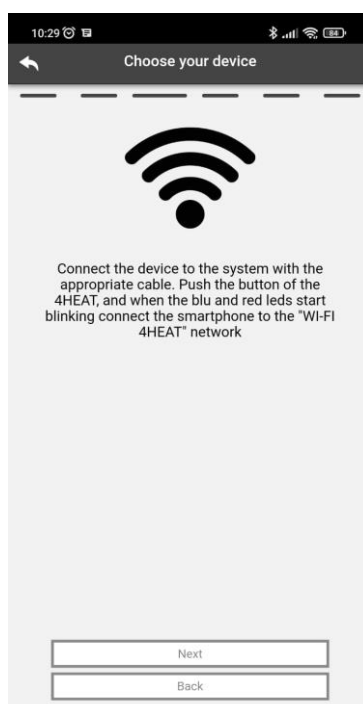 10:29
84
Choose your device
Connect the device to the system with the
appropriate cable. Push the button of the
4HEAT, and when the blu and red leds start
blinking connect the smartphone to the "WI-FI
4HEAT" network
Next
Back